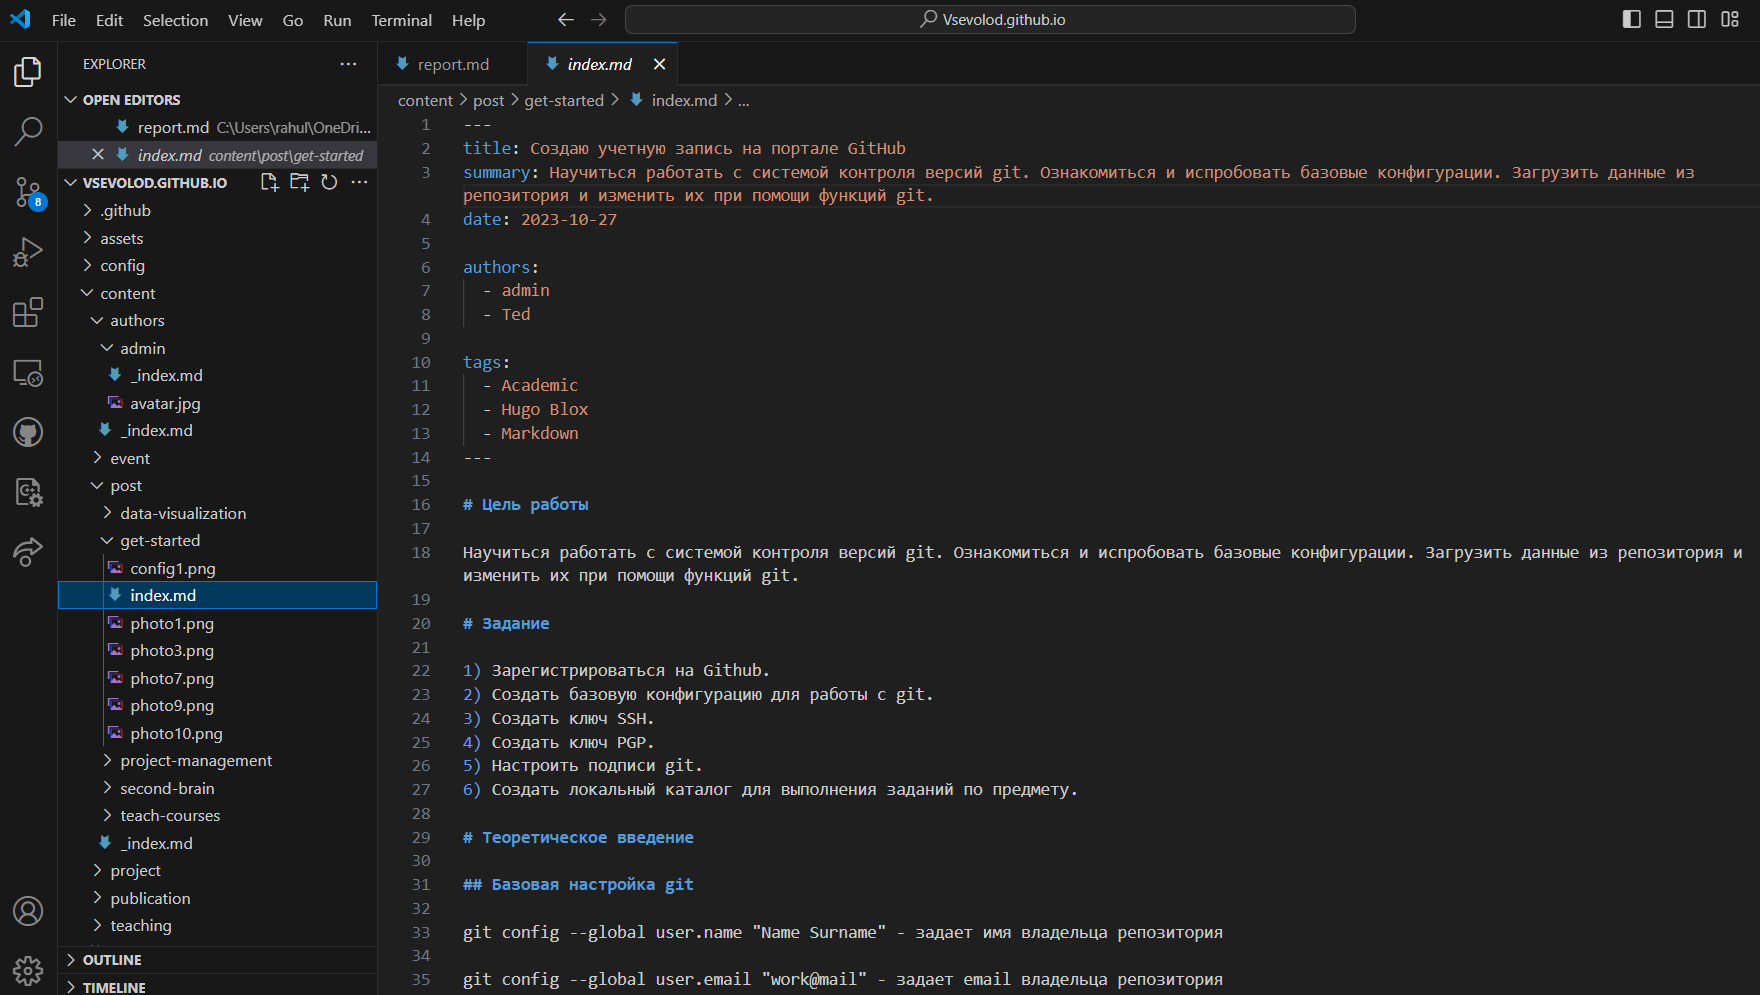 File Edit Selection View Go Run Terminal Help
Vsevolod.github.io
EXPLORER
OPEN EDITORS
report.md C:\Users\rahul\OneDri...
index.md content\post\get-started
VSEVOLOD.GITHUB.IO
8
.github
assets
config
content
authors
admin
_index.md
avatar.jpg
_index.md
event
post
data-visualization
get-started
config1.png
index.md
photo1.png
photo3.png
photo7.png
photo9.png
photo10.png
project-management
second-brain
teach-courses
_index.md
project
publication
teaching
OUTLINE
TIMELINE
report.md
index.md
content > post > get-started > index.md > ...
1 ---
2 title: Создаю учетную запись на портале GitHub
3 summary: Научиться работать с системой контроля версий git. Ознакомиться и испробовать базовые конфигурации. Загрузить данные из
репозитория и изменить их при помощи функций git.
4 date: 2023-10-27
5
6 authors:
7 - admin
8 - Ted
9
10 tags:
11 - Academic
12 - Hugo Blox
13 - Markdown
14 ---
15
16 # Цель работы
17
18 Научиться работать с системой контроля версий git. Ознакомиться и испробовать базовые конфигурации. Загрузить данные из репозитория и
изменить их при помощи функций git.
19
20 # Задание
21
22 1) Зарегистрироваться на Github.
23 2) Создать базовую конфигурацию для работы с git.
24 3) Создать ключ SSH.
25 4) Создать ключ PGP.
26 5) Настроить подписи git.
27 6) Создать локальный каталог для выполнения заданий по предмету.
28
29 # Теоретическое введение
30
31 ## Базовая настройка git
32
33 git config --global user.name "Name Surname" - задает имя владельца репозитория
34
35 git config --global user.email "work@mail" - задает email владельца репозитория